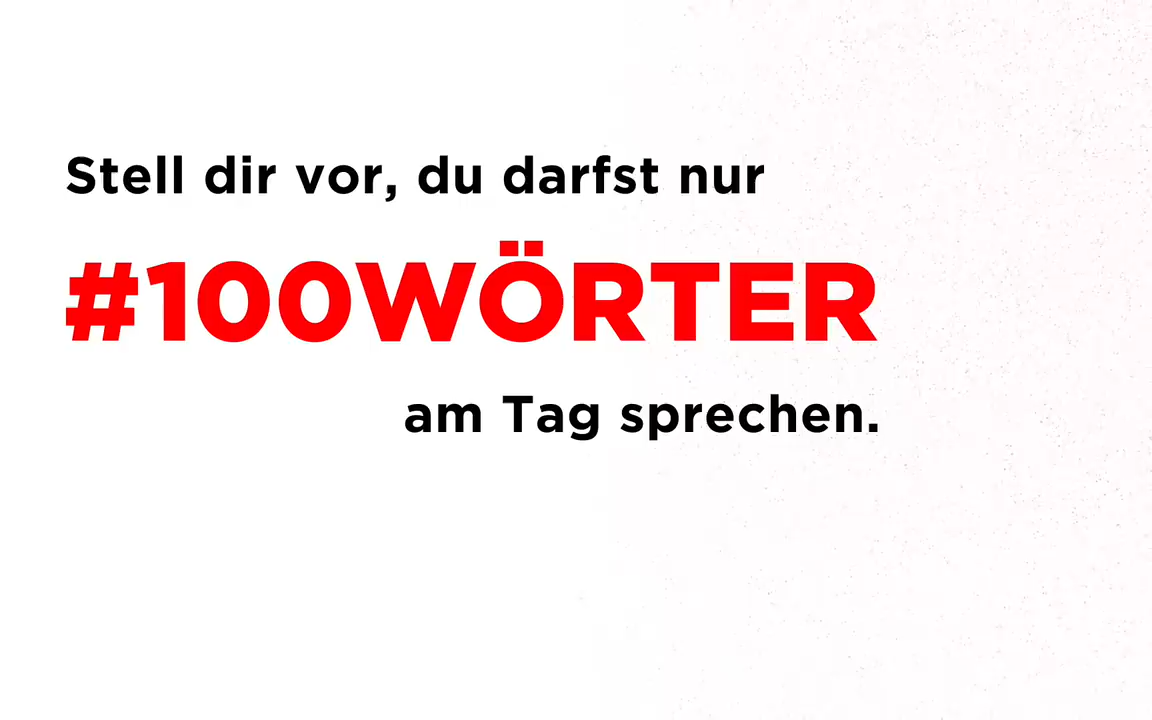 Stell dir vor, du darfst nur
#100WÖRTER
am Tag sprechen.